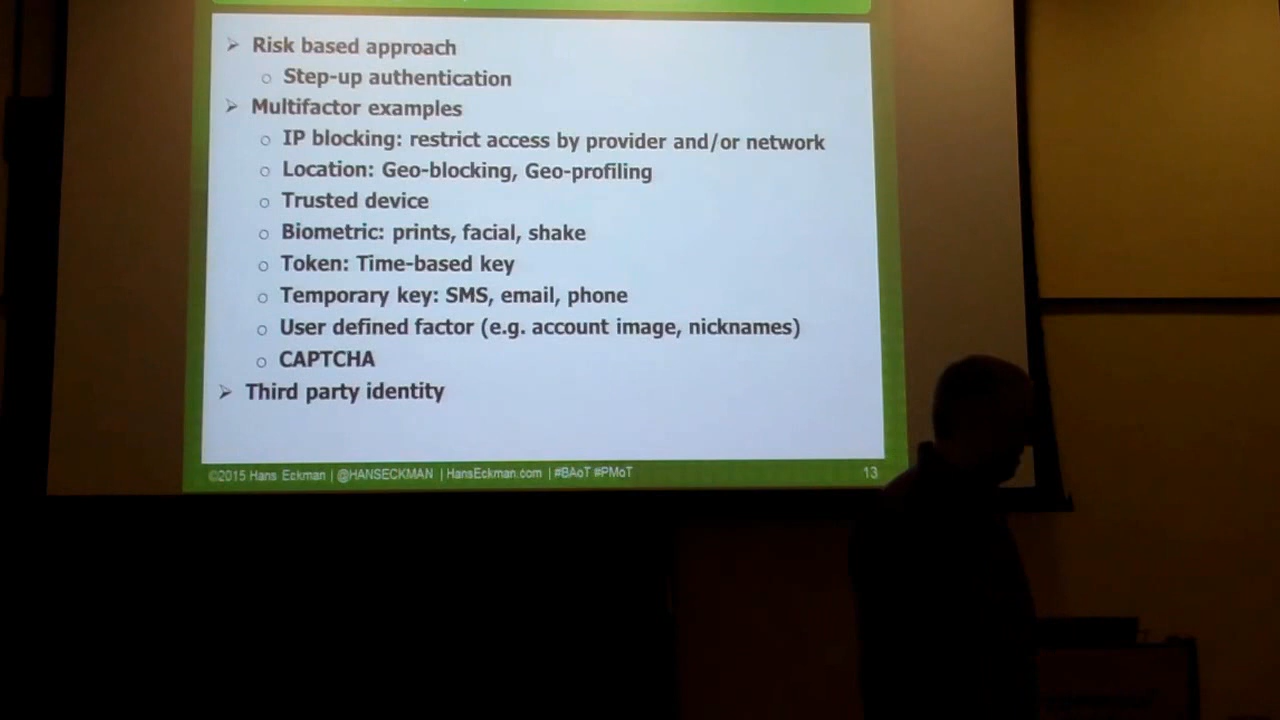 ➢ Risk based approach
○ Step-up authentication
➢ Multifactor examples
○ IP blocking: restrict access by provider and/or network
○ Location: Geo-blocking, Geo-profiling
○ Trusted device
○ Biometric: prints, facial, shake
○ Token: Time-based key
○ Temporary key: SMS, email, phone
○ User defined factor (e.g. account image, nicknames)
○ CAPTCHA
➢ Third party identity
©2015 Hans Eckman | @HANSECKMAN | HansEckman.com | #BAoT #PMoT 13